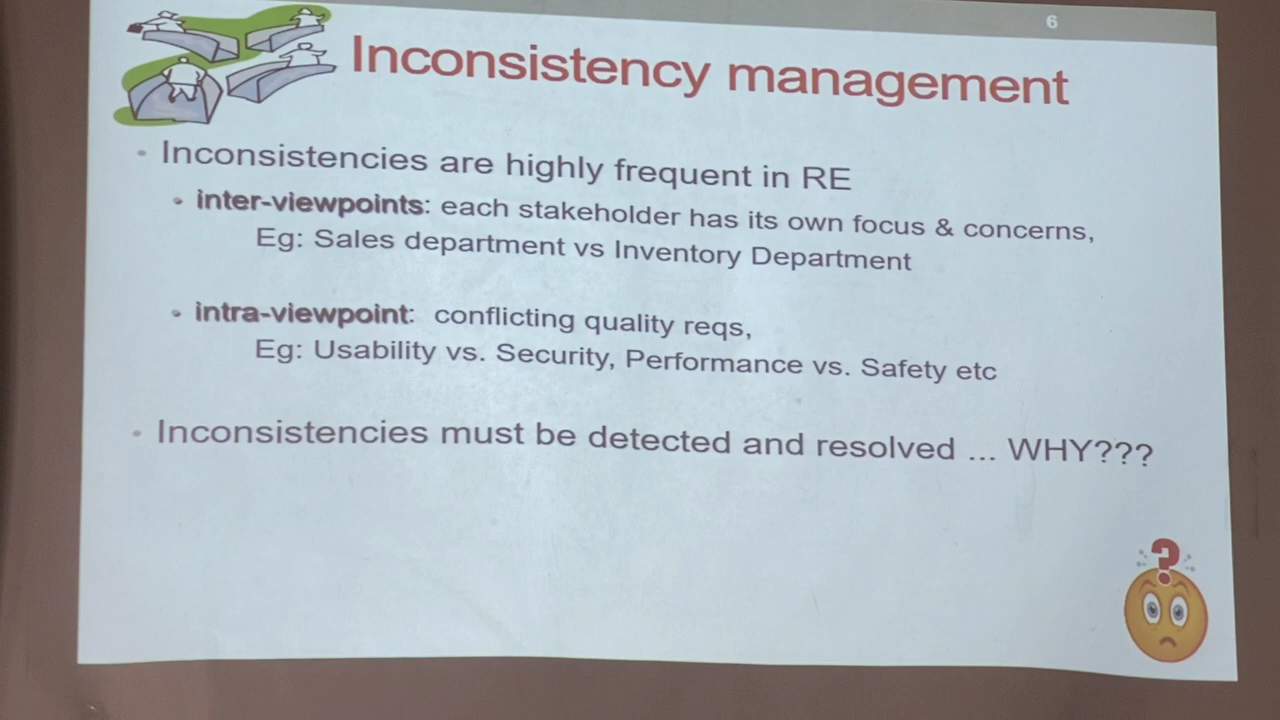 6
Inconsistency management
• Inconsistencies are highly frequent in RE
• inter-viewpoints: each stakeholder has its own focus & concerns,
Eg: Sales department vs Inventory Department
• intra-viewpoint: conflicting quality reqs,
Eg: Usability vs. Security, Performance vs. Safety etc
• Inconsistencies must be detected and resolved ... WHY???
?